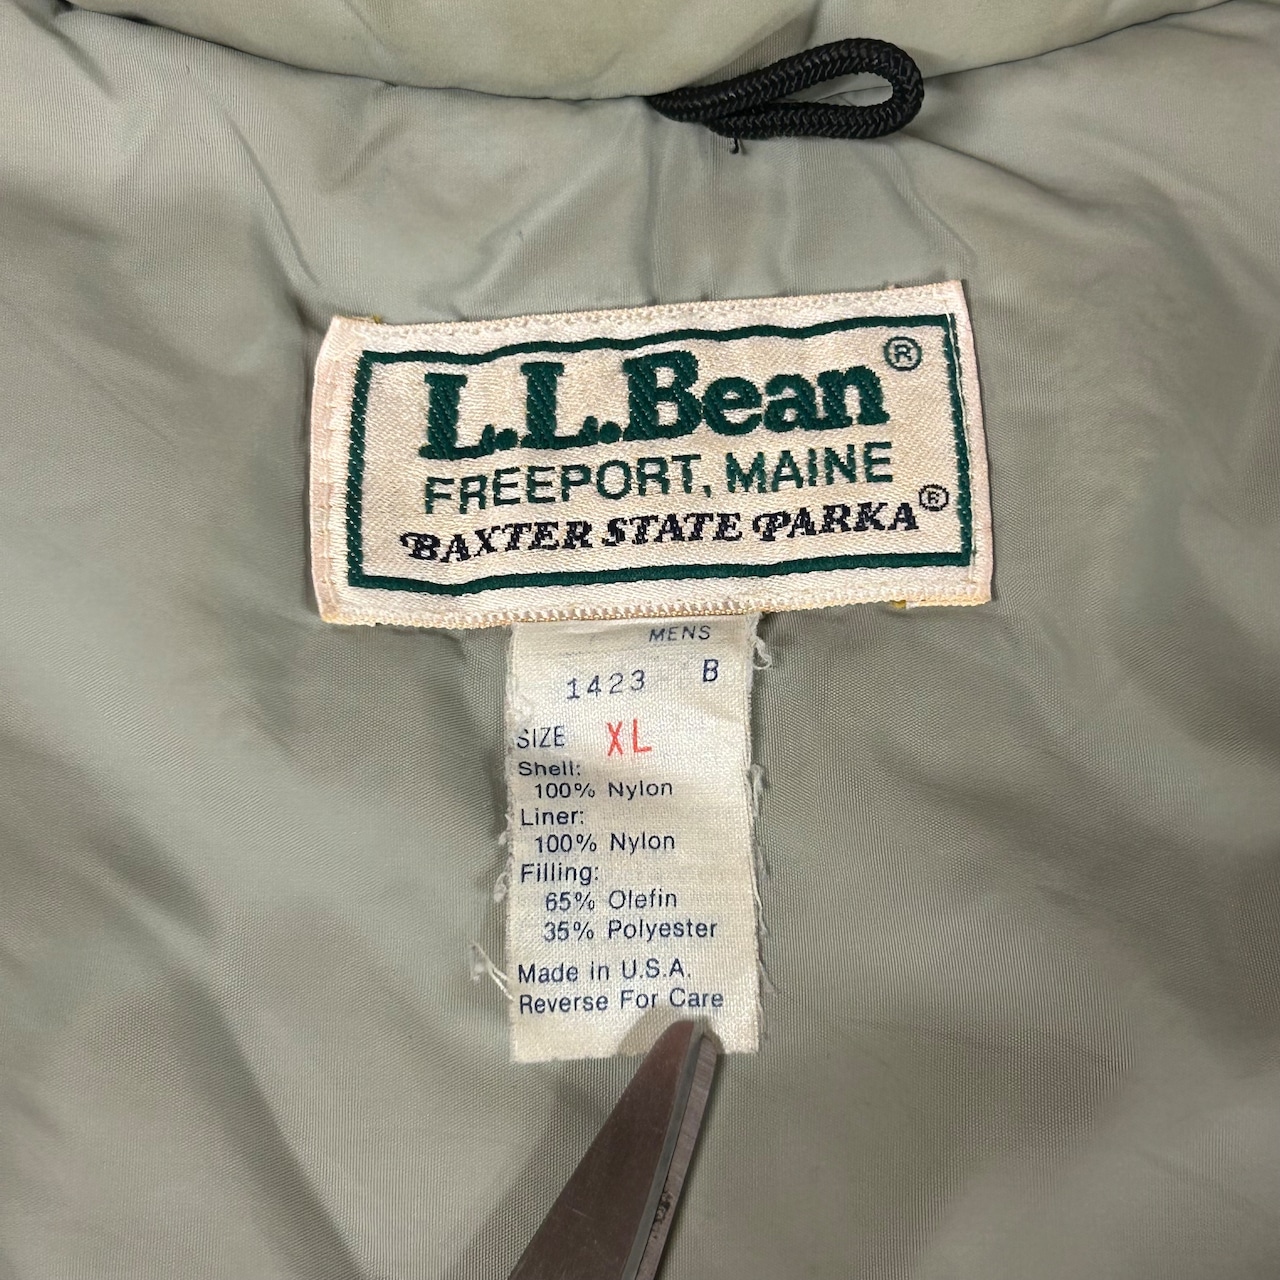 L.L.Bean®
FREEPORT, MAINE
BAXTER STATE PARKA®
MENS
1423 B
SIZE XL
Shell:
100% Nylon
Liner:
100% Nylon
Filling:
65% Olefin
35% Polyester
Made in U.S.A.
Reverse For Care